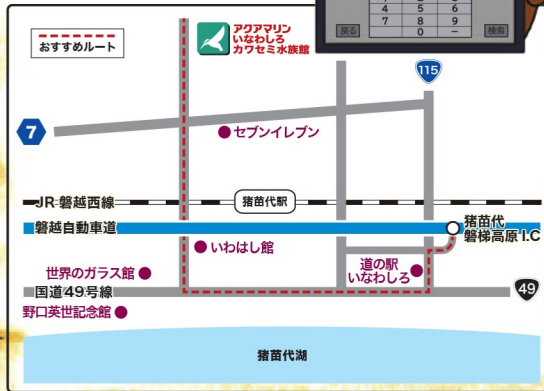 4 5 6
7 8 9
戻る 0 − 検索
おすすめルート
アクアマリン
いなわしろ
カワセミ水族館
115
7
セブンイレブン
JR 磐越西線
猪苗代駅
磐越自動車道
猪苗代
磐梯高原 I.C
いわはし館
道の駅
いなわしろ
世界のガラス館
国道49号線
49
野口英世記念館
猪苗代湖